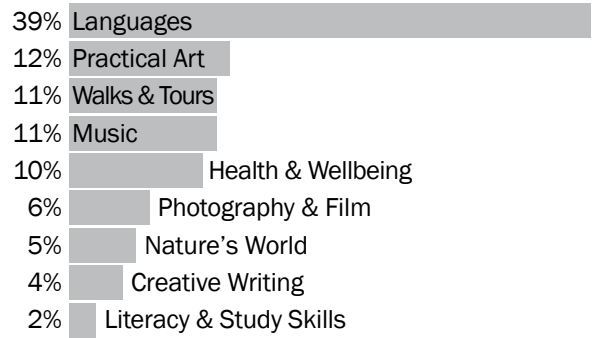 39% Languages
12% Practical Art
11% Walks & Tours
11% Music
10% Health & Wellbeing
6% Photography & Film
5% Nature’s World
4% Creative Writing
2% Literacy & Study Skills